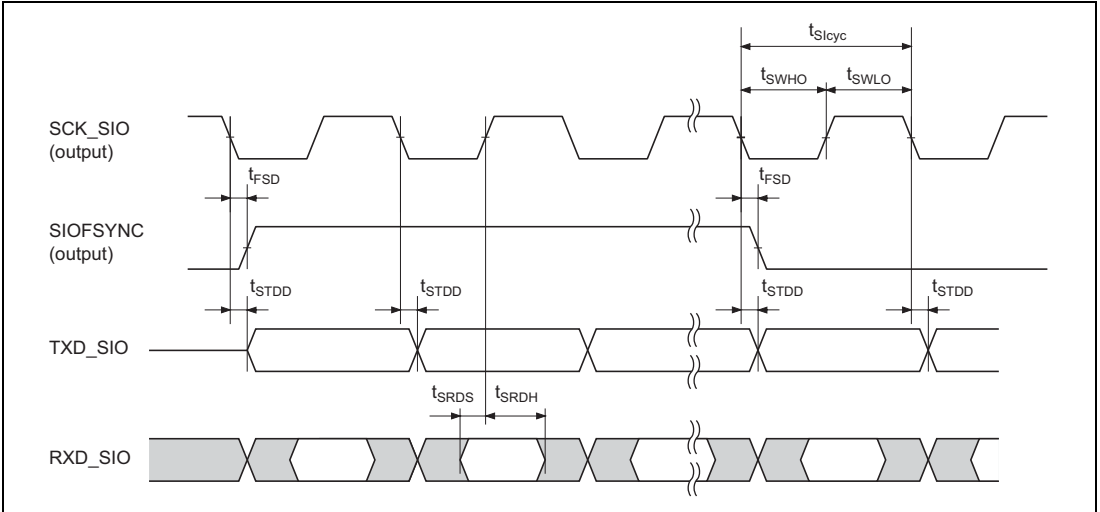 tSIcyc
tSWHO tSWLO
SCK_SIO
(output)
tFSD tFSD
SIOFSYNC
(output)
tSTDD tSTDD tSTDD tSTDD
TXD_SIO
tSRDS tSRDH
RXD_SIO